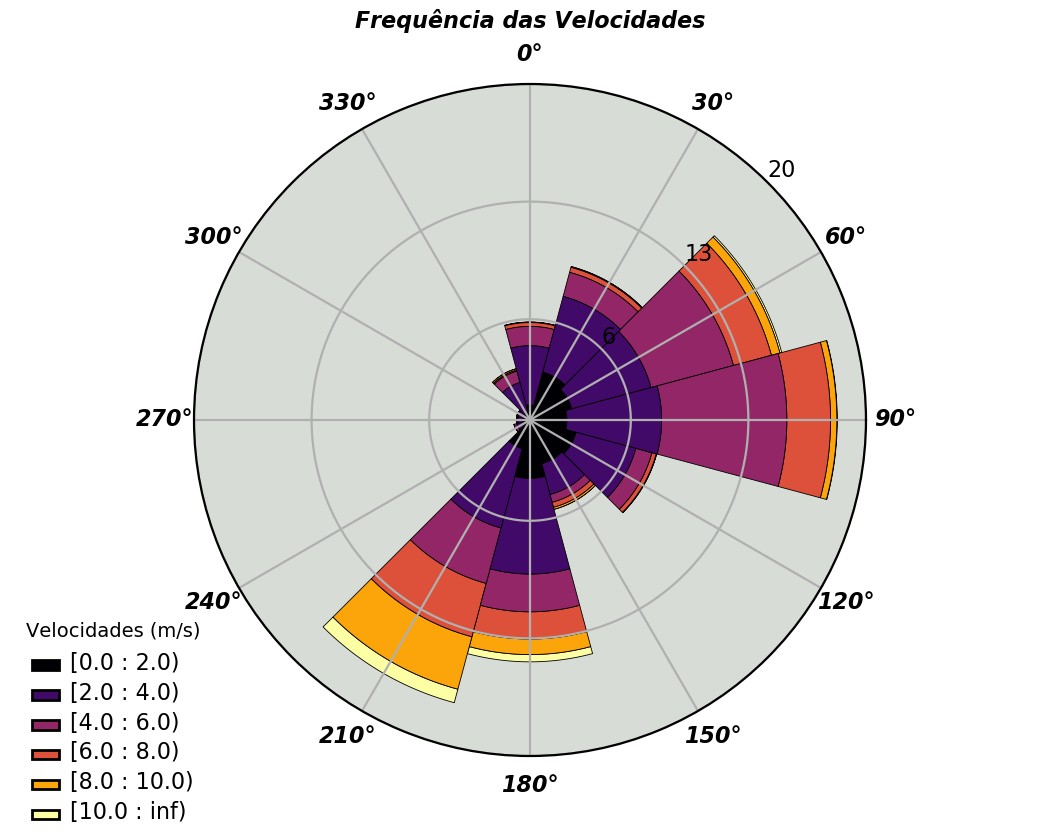 Frequência das Velocidades
0°
330°
30°
20
300°
60°
13
6
270°
90°
240°
120°
210°
150°
180°
Velocidades (m/s)
[0.0 : 2.0)
[2.0 : 4.0)
[4.0 : 6.0)
[6.0 : 8.0)
[8.0 : 10.0)
[10.0 : inf)